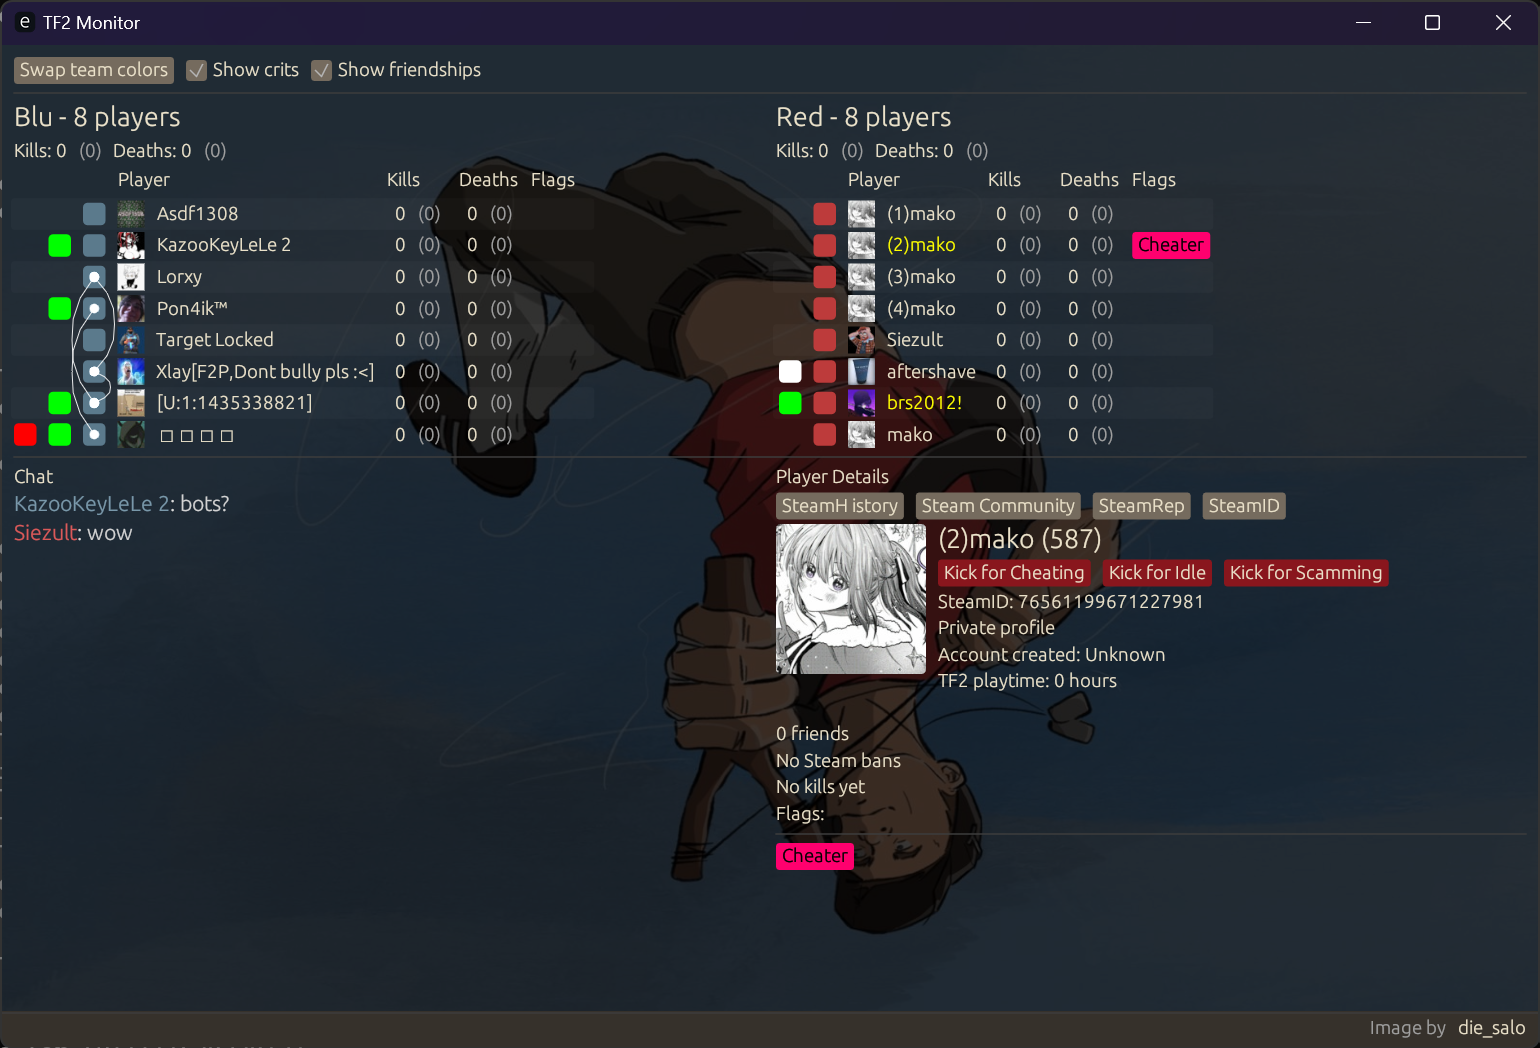 e TF2 Monitor
Swap team colors Show crits Show friendships
Blu - 8 players
Kills: 0 (0) Deaths: 0 (0)
Player Kills Deaths Flags
Asdf1308 0 (0) 0 (0)
KazooKeyLeLe 2 0 (0) 0 (0)
Lorxy 0 (0) 0 (0)
Pon4ik™ 0 (0) 0 (0)
Target Locked 0 (0) 0 (0)
Xlay[F2P,Dont bully pls :<] 0 (0) 0 (0)
[U:1:1435338821] 0 (0) 0 (0)
□ □ □ □ 0 (0) 0 (0)
Red - 8 players
Kills: 0 (0) Deaths: 0 (0)
Player Kills Deaths Flags
(1)mako 0 (0) 0 (0)
(2)mako 0 (0) 0 (0) Cheater
(3)mako 0 (0) 0 (0)
(4)mako 0 (0) 0 (0)
Siezult 0 (0) 0 (0)
aftershave 0 (0) 0 (0)
brs2012! 0 (0) 0 (0)
mako 0 (0) 0 (0)
Chat
KazooKeyLeLe 2: bots?
Siezult: wow
Player Details
SteamH istory Steam Community SteamRep SteamID
(2)mako (587)
Kick for Cheating Kick for Idle Kick for Scamming
SteamID: 76561199671227981
Private profile
Account created: Unknown
TF2 playtime: 0 hours
0 friends
No Steam bans
No kills yet
Flags:
Cheater
Image by die_salo